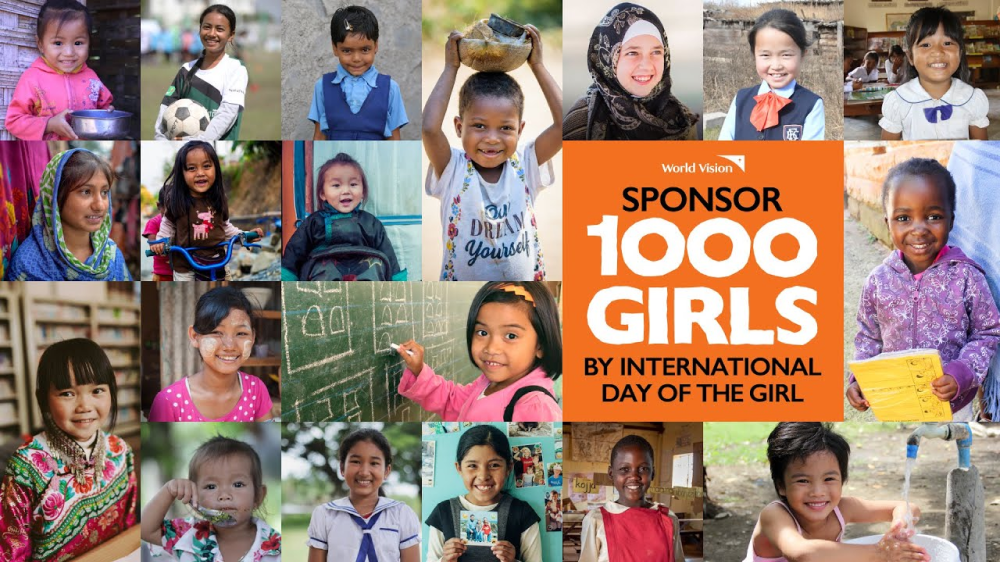 World Vision
SPONSOR
1000
GIRLS
BY INTERNATIONAL
DAY OF THE GIRL
DREAM
Yourself